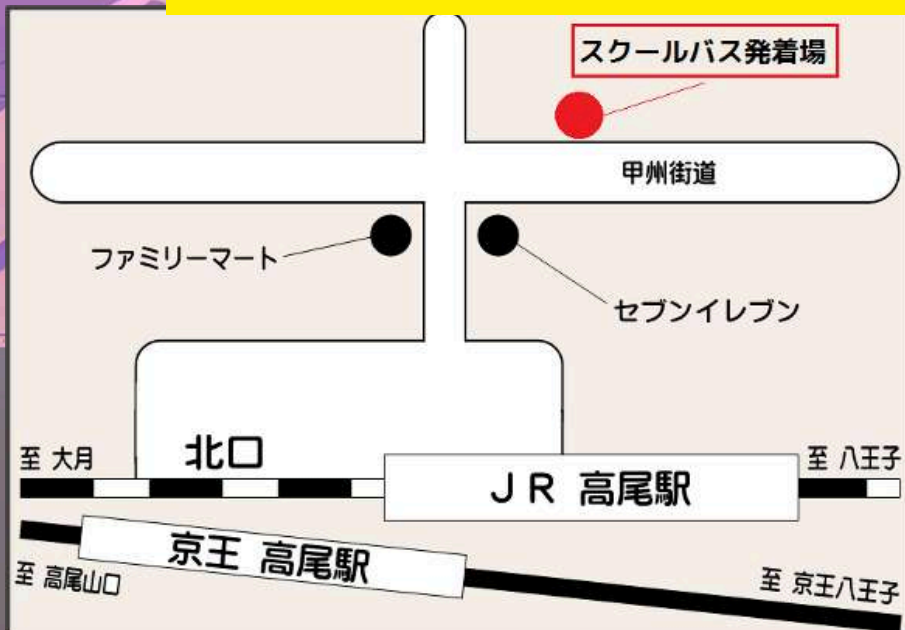 スクールバス発着場
甲州街道
ファミリーマート
セブンイレブン
至 大月
北口
至 八王子
JR 高尾駅
京王 高尾駅
至 高尾山口
至 京王八王子